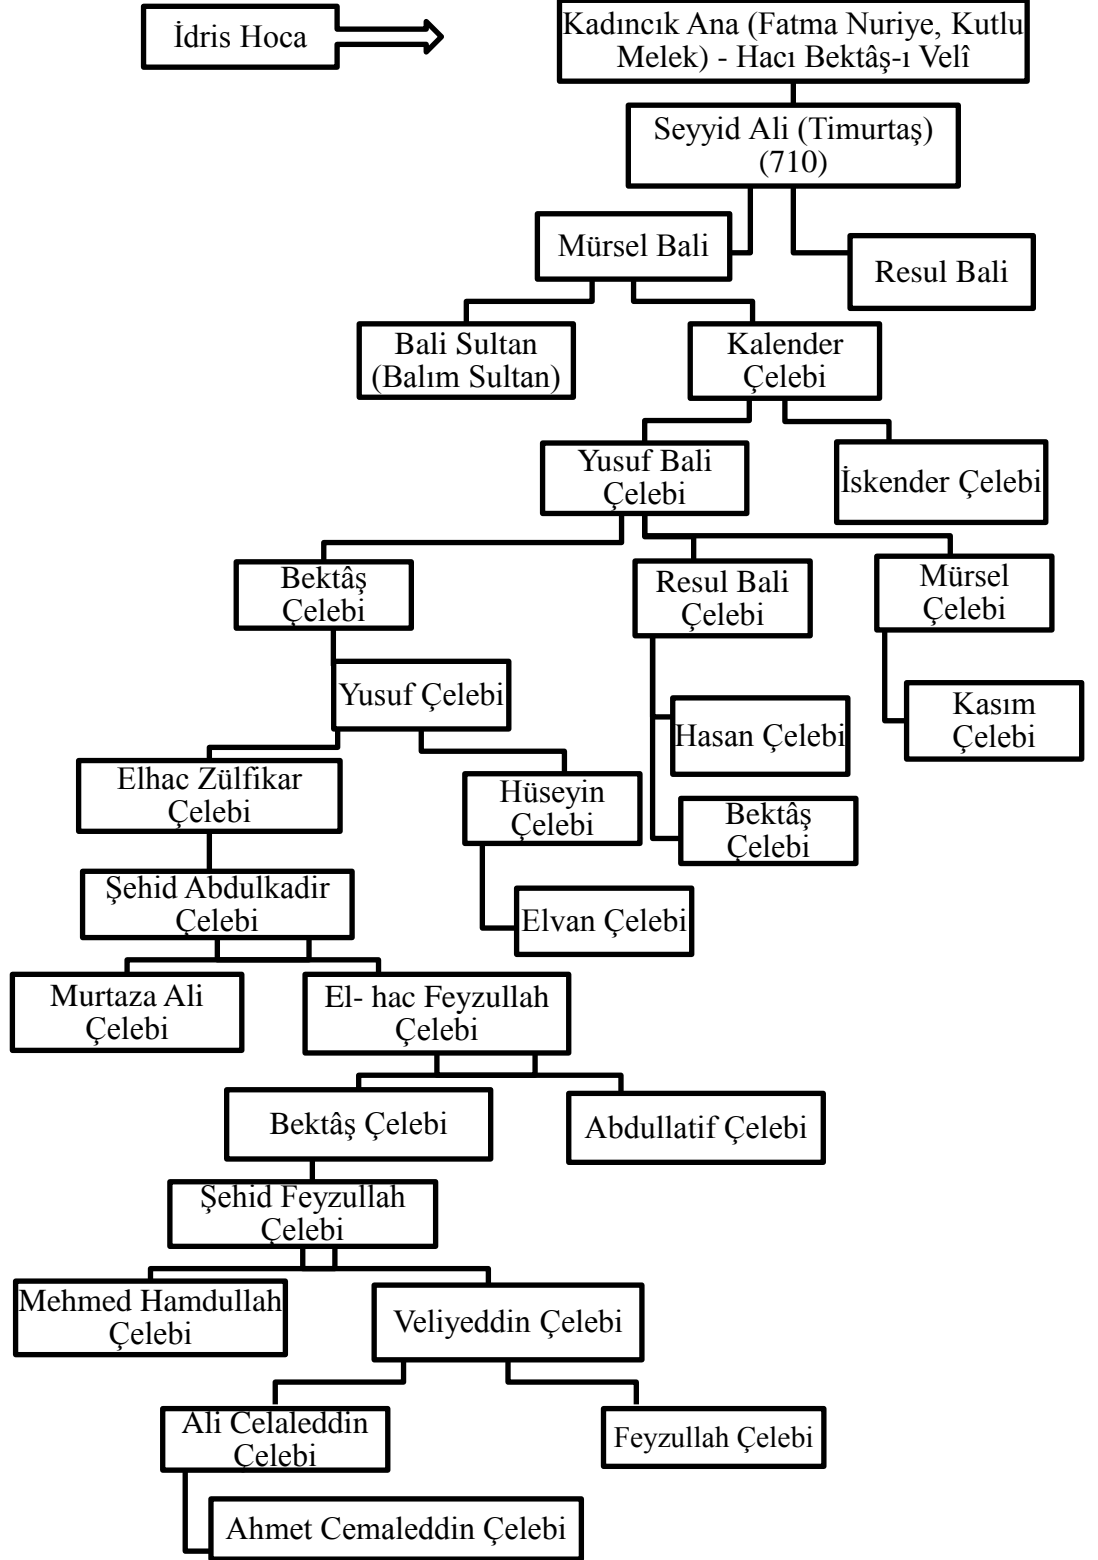 İdris Hoca
Kadıncık Ana (Fatma Nuriye, Kutlu
Melek) - Hacı Bektâş-ı Velî
Seyyid Ali (Timurtaş)
(710)
Mürsel Bali
Resul Bali
Bali Sultan
(Balım Sultan)
Kalender
Çelebi
Yusuf Bali
Çelebi
İskender Çelebi
Bektâş
Çelebi
Resul Bali
Çelebi
Mürsel
Çelebi
Yusuf Çelebi
Hasan Çelebi
Kasım
Çelebi
Elhac Zülfikar
Çelebi
Hüseyin
Çelebi
Bektâş
Çelebi
Şehid Abdulkadir
Çelebi
Elvan Çelebi
Murtaza Ali
Çelebi
El- hac Feyzullah
Çelebi
Bektâş Çelebi
Abdullatif Çelebi
Şehid Feyzullah
Çelebi
Mehmed Hamdullah
Çelebi
Veliyeddin Çelebi
Ali Celaleddin
Çelebi
Feyzullah Çelebi
Ahmet Cemaleddin Çelebi